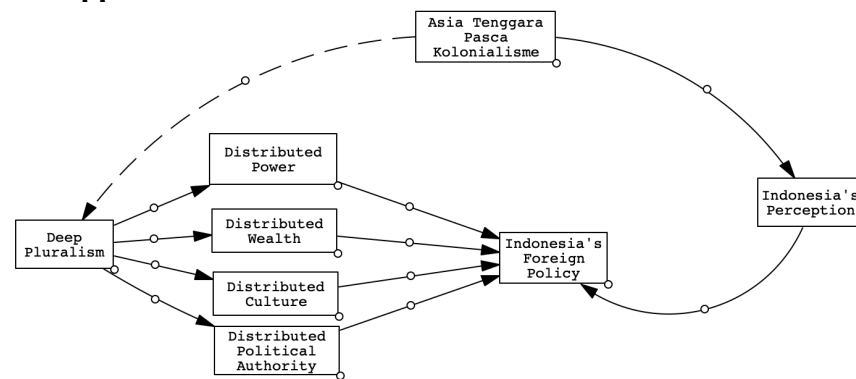 Asia Tenggara
Pasca
Kolonialisme
Distributed
Power
Indonesia's
Perception
Distributed
Wealth
Deep
Pluralism
Indonesia's
Foreign
Policy
Distributed
Culture
Distributed
Political
Authority